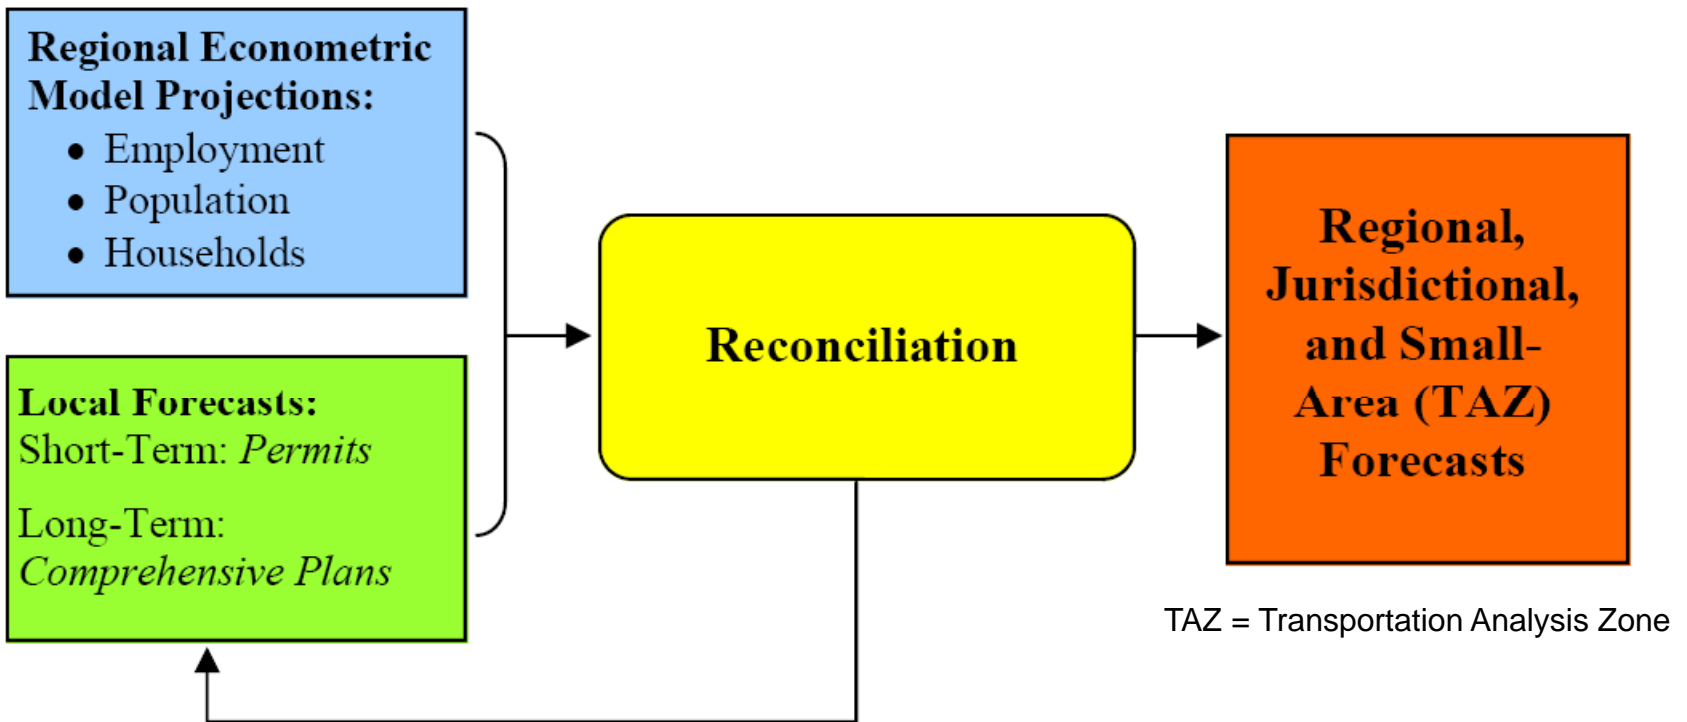 Regional Econometric
Model Projections:
• Employment
• Population
• Households
Local Forecasts:
Short-Term: Permits
Long-Term:
Comprehensive Plans
Reconciliation
Regional,
Jurisdictional,
and Small-
Area (TAZ)
Forecasts
TAZ = Transportation Analysis Zone